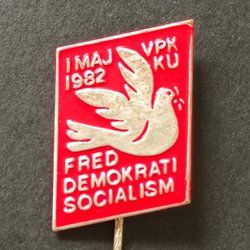 1 MAJ VPK
1982 KU
FRED
DEMOKRATI
SOCIALISM